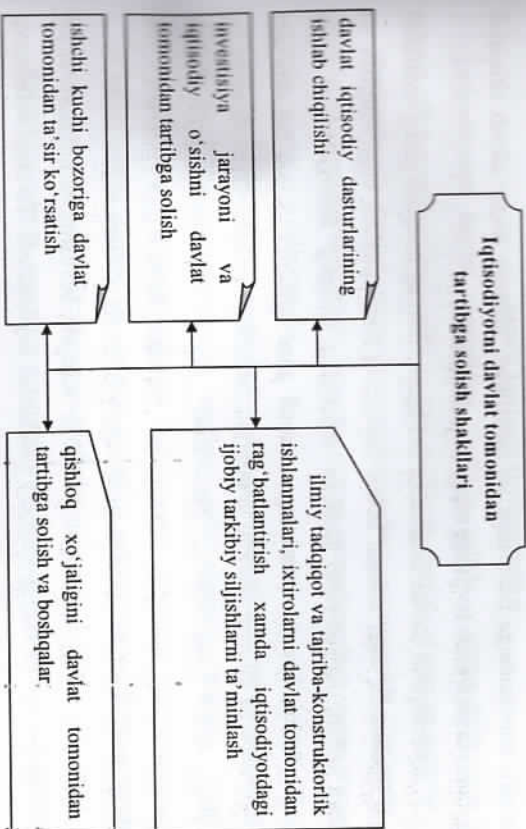 Iqtisodiyotni davlat tomonidan
tartibga solish shakllari
davlat iqtisodiy dasturlarining
ishlab chiqilishi
investisiya jarayoni va
iqtisodiy o‘sishni davlat
tomonidan tartibga solish
ishchi kuchi bozoriga davlat
tomonidan ta’sir ko‘rsatish
ilmiy tadqiqot va tajriba-konstruktorlik
ishlanmalari, ixtirolarni davlat tomonidan
rag‘batlantirish xamda iqtisodiyotdagi
ijobiy tarkibiy siljishlarni ta’minlash
qishloq xo‘jaligini davlat tomonidan
tartibga solish va boshqalar